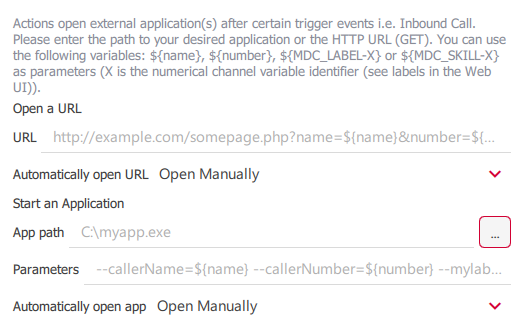 Actions open external application(s) after certain trigger events i.e. Inbound Call.
Please enter the path to your desired application or the HTTP URL (GET). You can use
the following variables: ${name}, ${number}, ${MDC_LABEL-X} or ${MDC_SKILL-X}
as parameters (X is the numerical channel variable identifier (see labels in the Web
UI)).
Open a URL
URL http://example.com/somepage.php?name=${name}&number=${...
Automatically open URL Open Manually
Start an Application
App path C:\myapp.exe ...
Parameters --callerName=${name} --callerNumber=${number} --mylab...
Automatically open app Open Manually